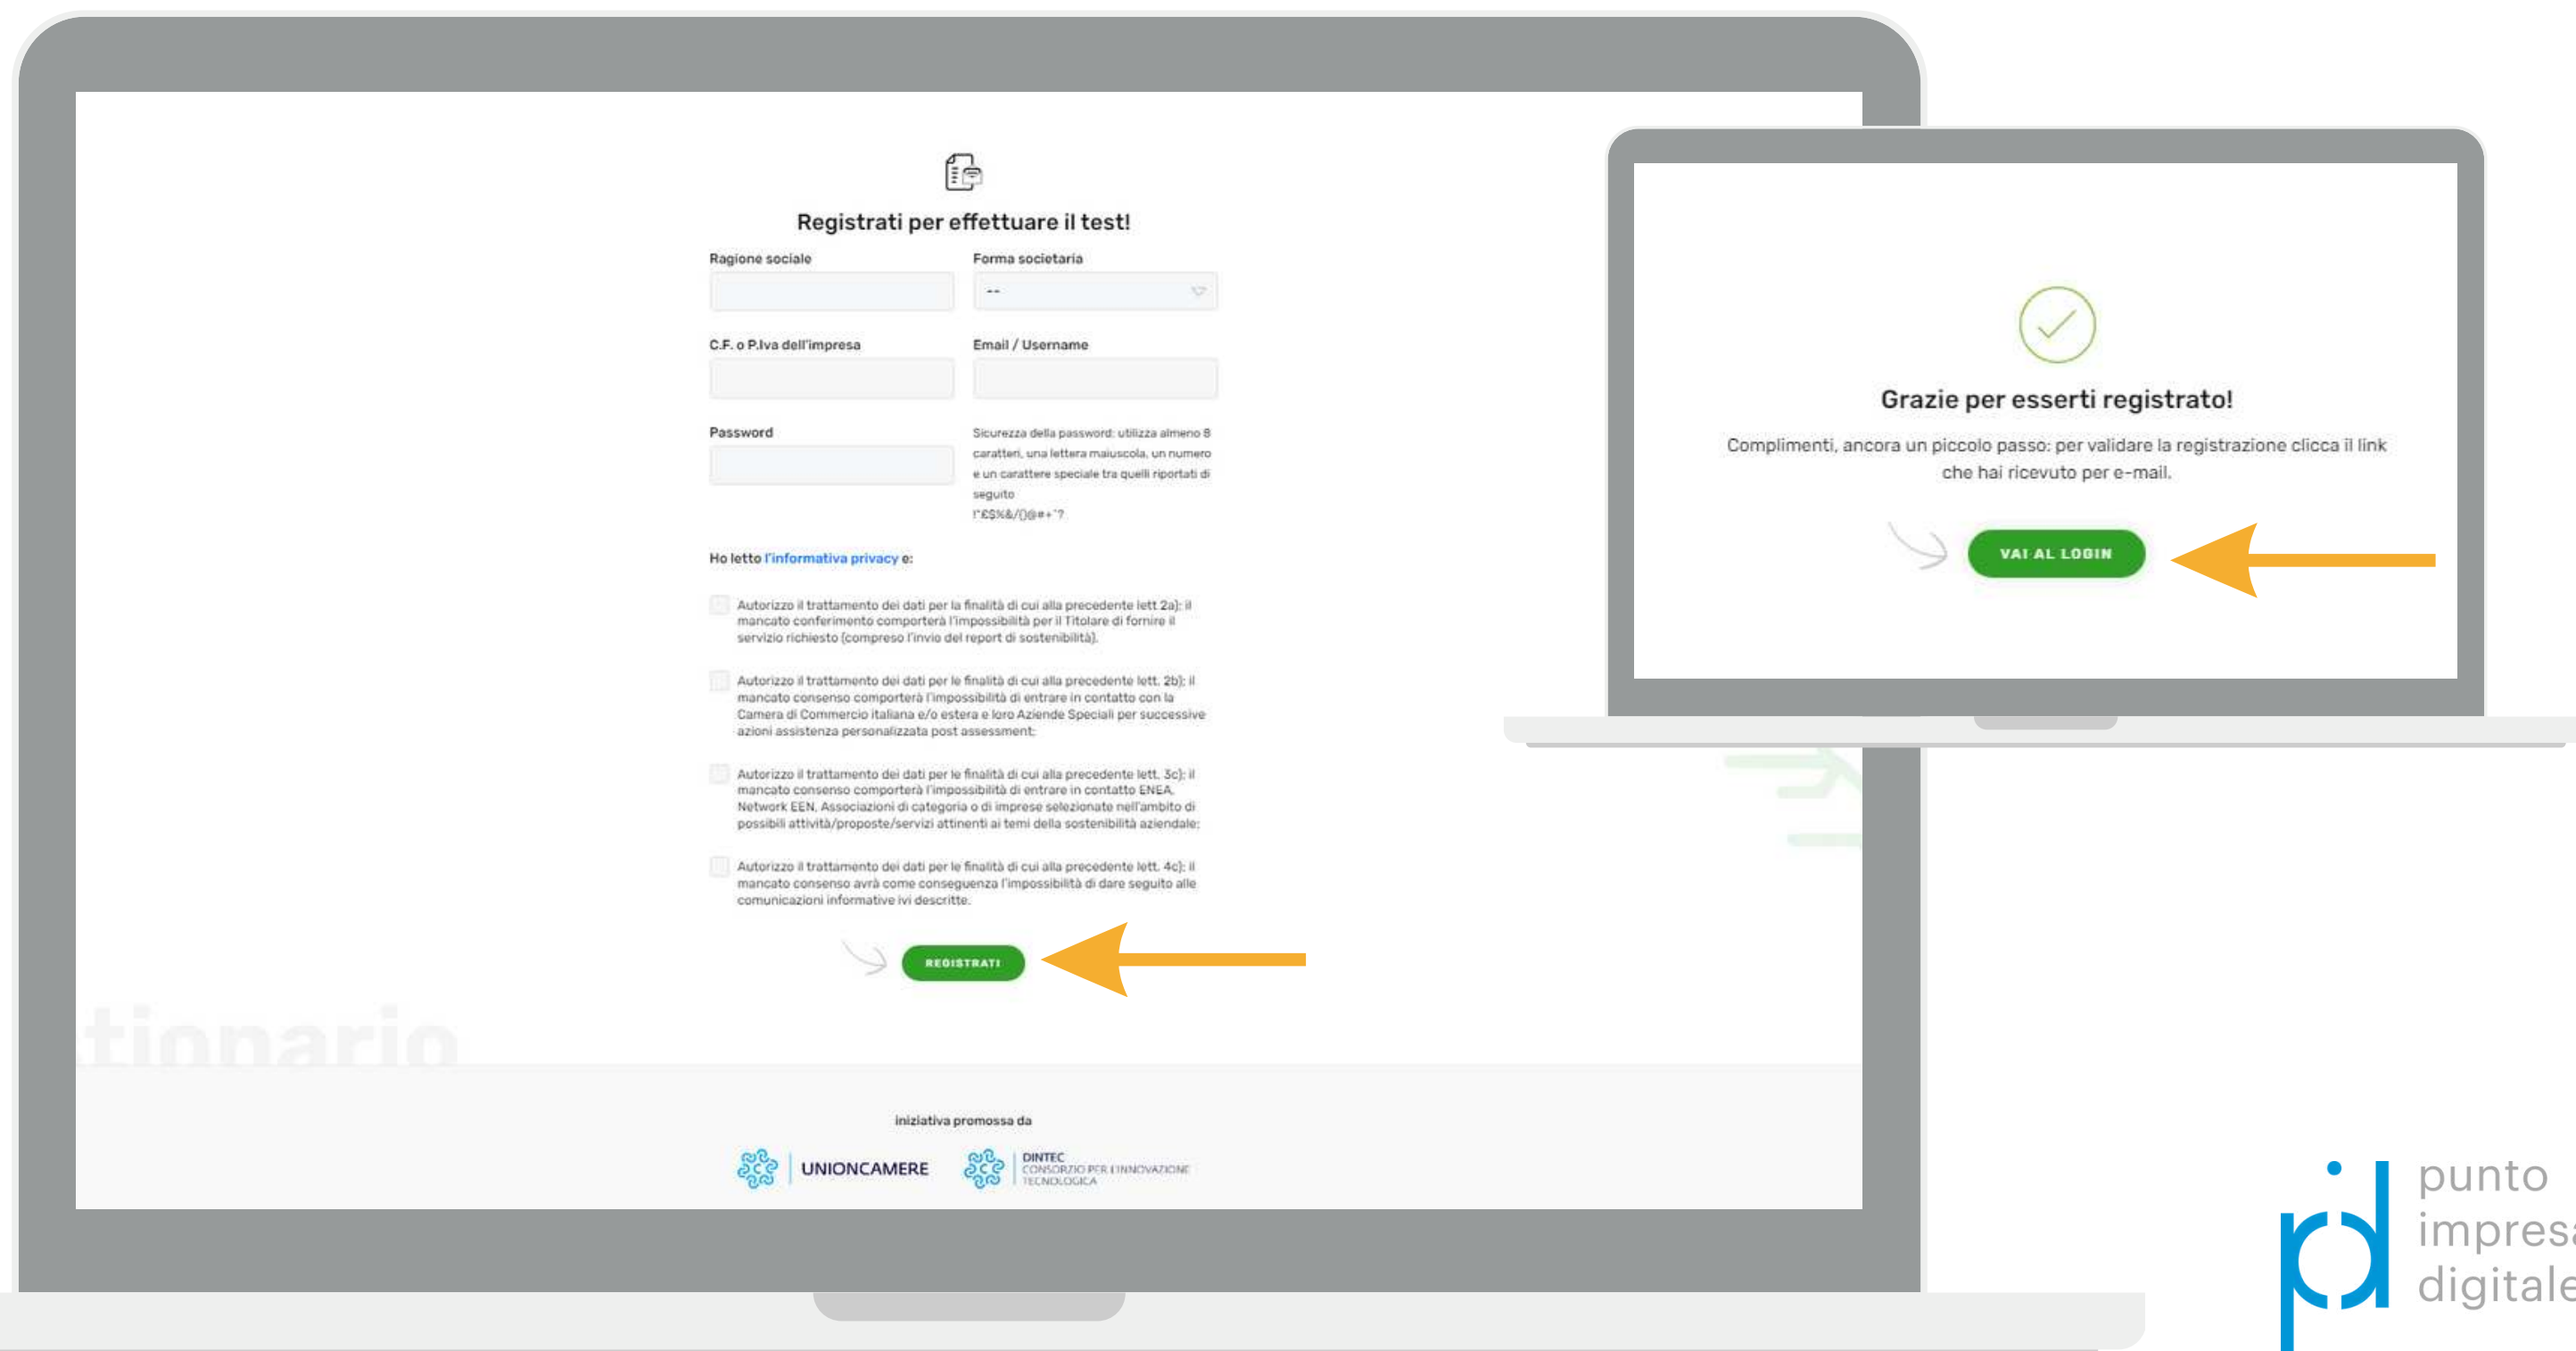 Registrati per effettuare il test!
Ragione sociale
Forma societaria
--
C.F. o P.Iva dell'impresa
Email / Username
Password
Sicurezza della password: utilizza almeno 8
caratteri, una lettera maiuscola, un numero
e un carattere speciale tra quelli riportati di
seguito
!"£$%&/()@#+^?
Ho letto l'informativa privacy e:
Autorizzo il trattamento dei dati per la finalità di cui alla precedente lett 2a); il
mancato conferimento comporterà l'impossibilità per il Titolare di fornire il
servizio richiesto (compreso l'invio del report di sostenibilità).
Autorizzo il trattamento dei dati per le finalità di cui alla precedente lett. 2b); il
mancato consenso comporterà l'impossibilità di entrare in contatto con la
Camera di Commercio italiana e/o estera e loro Aziende Speciali per successive
azioni assistenza personalizzata post assessment;
Autorizzo il trattamento dei dati per le finalità di cui alla precedente lett. 3c); il
mancato consenso comporterà l'impossibilità di entrare in contatto ENEA,
Network EEN, Associazioni di categoria o di imprese selezionate nell'ambito di
possibili attività/proposte/servizi attinenti ai temi della sostenibilità aziendale;
Autorizzo il trattamento dei dati per le finalità di cui alla precedente lett. 4c); il
mancato consenso avrà come conseguenza l'impossibilità di dare seguito alle
comunicazioni informative ivi descritte.
REGISTRATI
tionario
iniziativa promossa da
UNIONCAMERE
DINTEC
CONSORZIO PER L'INNOVAZIONE
TECNOLOGICA
Grazie per esserti registrato!
Complimenti, ancora un piccolo passo: per validare la registrazione clicca il link
che hai ricevuto per e-mail.
VAI AL LOGIN
pid
punto
impresa
digitale